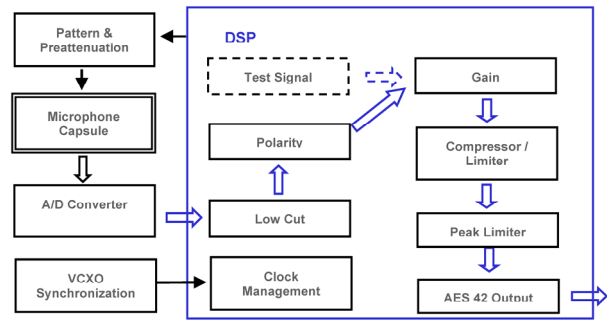 Pattern &
Preattenuation
DSP
Test Signal
Gain
Microphone
Capsule
Polarity
Compressor /
Limiter
A/D Converter
Low Cut
Peak Limiter
VCXO
Synchronization
Clock
Management
AES 42 Output